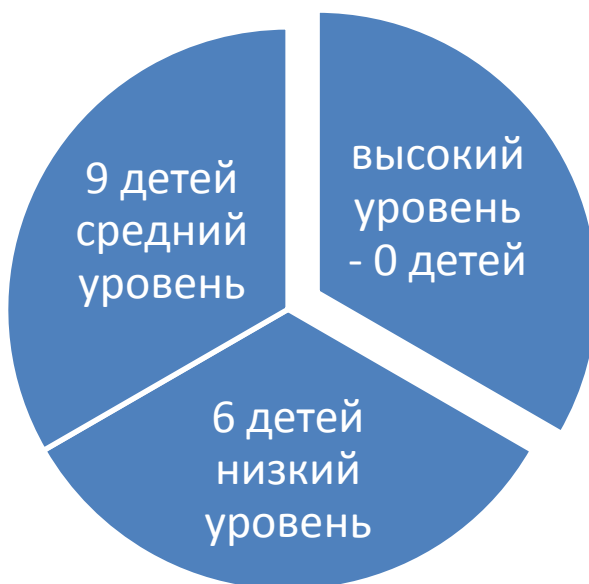 9 детей
средний
уровень
высокий
уровень
- 0 детей
6 детей
низкий
уровень